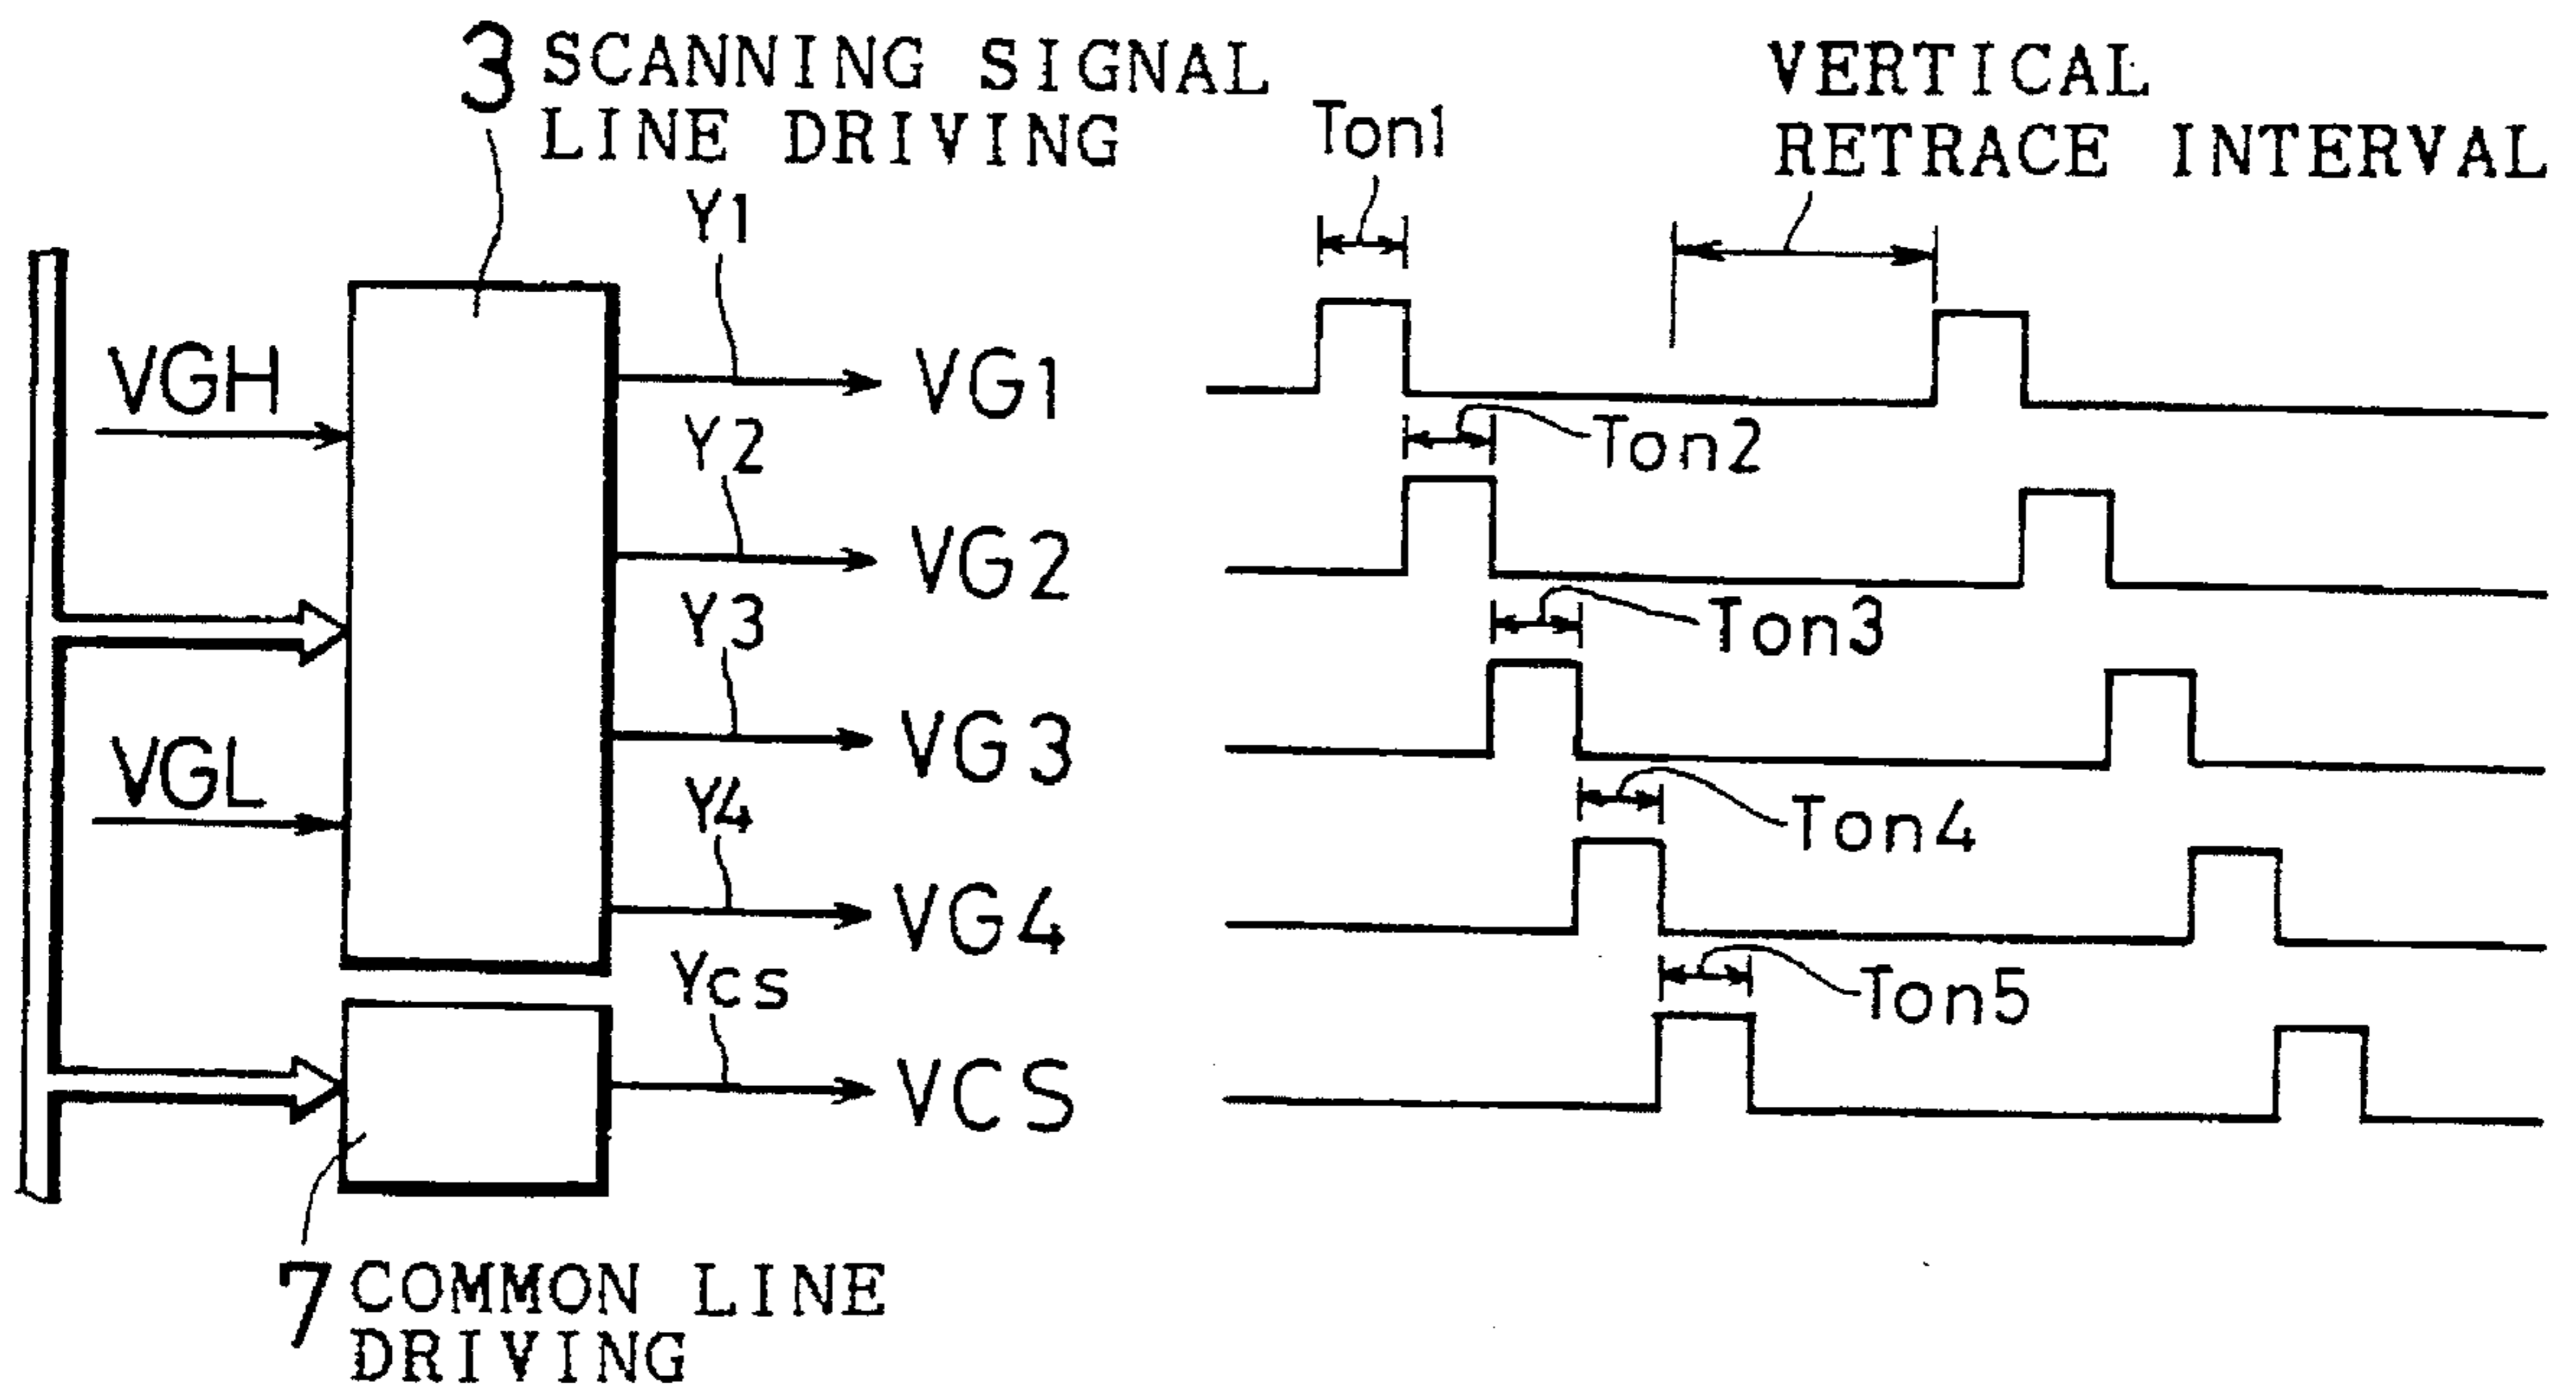 3 SCANNING SIGNAL
LINE DRIVING
Ton1
VERTICAL
RETRACE INTERVAL
Y1
VGH
VG1
Y2
Ton2
VG2
Y3
Ton3
VGL
VG3
Y4
Ton4
VG4
Ycs
Ton5
VCS
7 COMMON LINE
DRIVING